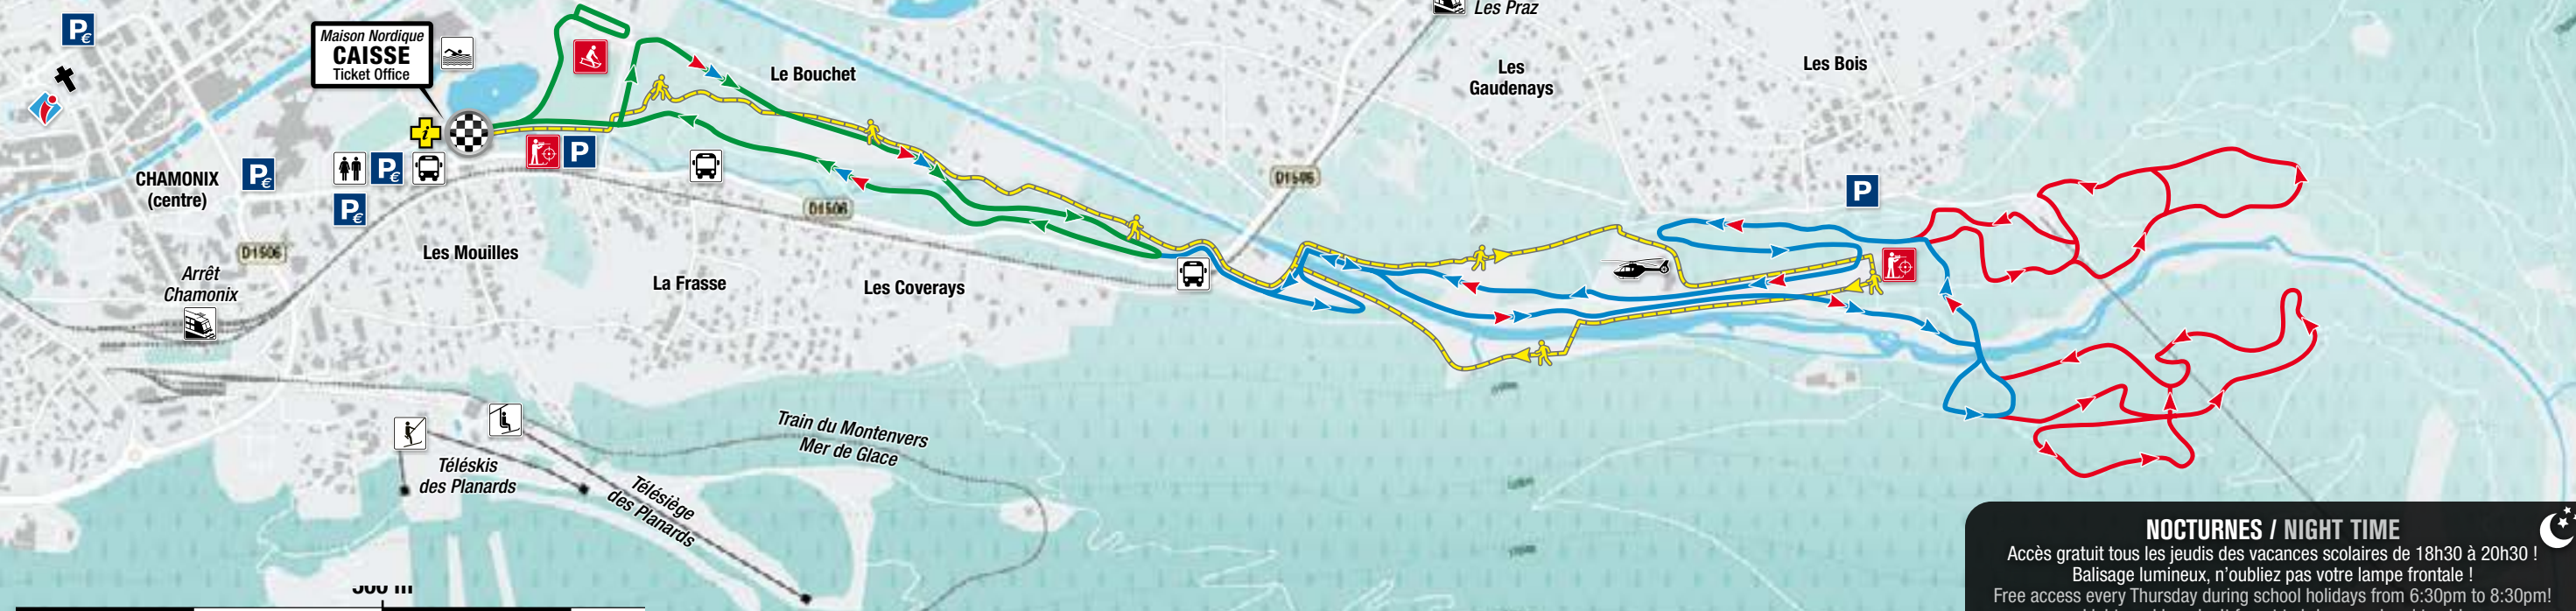 Les Praz
P€
Maison Nordique
CAISSE
Ticket Office
Le Bouchet
Les
Gaudenays
Les Bois
i
i
P
P€
P€
P€
P
CHAMONIX
(centre)
D1506
D1506
D1506
Les Mouilles
Arrêt
Chamonix
La Frasse
Les Coverays
Train du Montenvers
Mer de Glace
Téléskis
des Planards
Télésiège
des Planards
500 m
NOCTURNES / NIGHT TIME
Accès gratuit tous les jeudis des vacances scolaires de 18h30 à 20h30 !
Balisage lumineux, n’oubliez pas votre lampe frontale !
Free access every Thursday during school holidays from 6:30pm to 8:30pm!